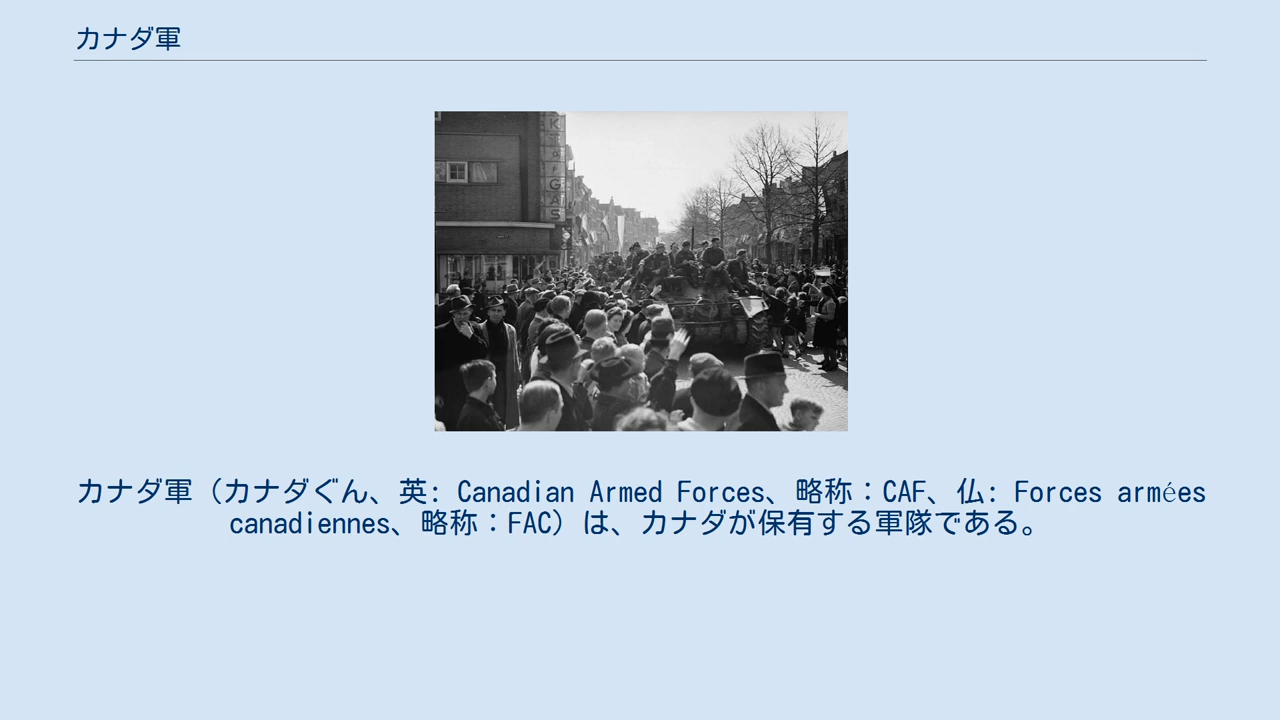 カナダ軍
カナダ軍（カナダぐん、英: Canadian Armed Forces、略称：CAF、仏: Forces armées
canadiennes、略称：FAC）は、カナダが保有する軍隊である。